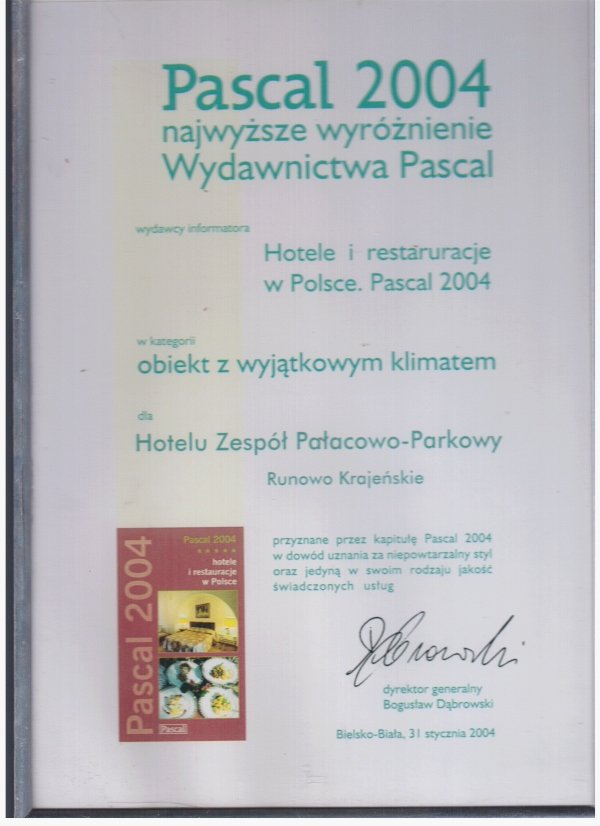 Pascal 2004
najwyższe wyróżnienie
Wydawnictwa Pascal
wydawcy informatora
Hotele i restaruracje
w Polsce. Pascal 2004
w kategorii
obiekt z wyjątkowym klimatem
dla
Hotelu Zespół Pałacowo-Parkowy
Runowo Krajeńskie
przyznane przez kapitułę Pascal 2004
w dowód uznania za niepowtarzalny styl
oraz jedyną w swoim rodzaju jakość
świadczonych usług
Pascal 2004
Pascal 2004
hotele
i restauracje
w Polsce
Pascal
Dąbrowski
dyrektor generalny
Bogusław Dąbrowski
Bielsko-Biała, 31 stycznia 2004